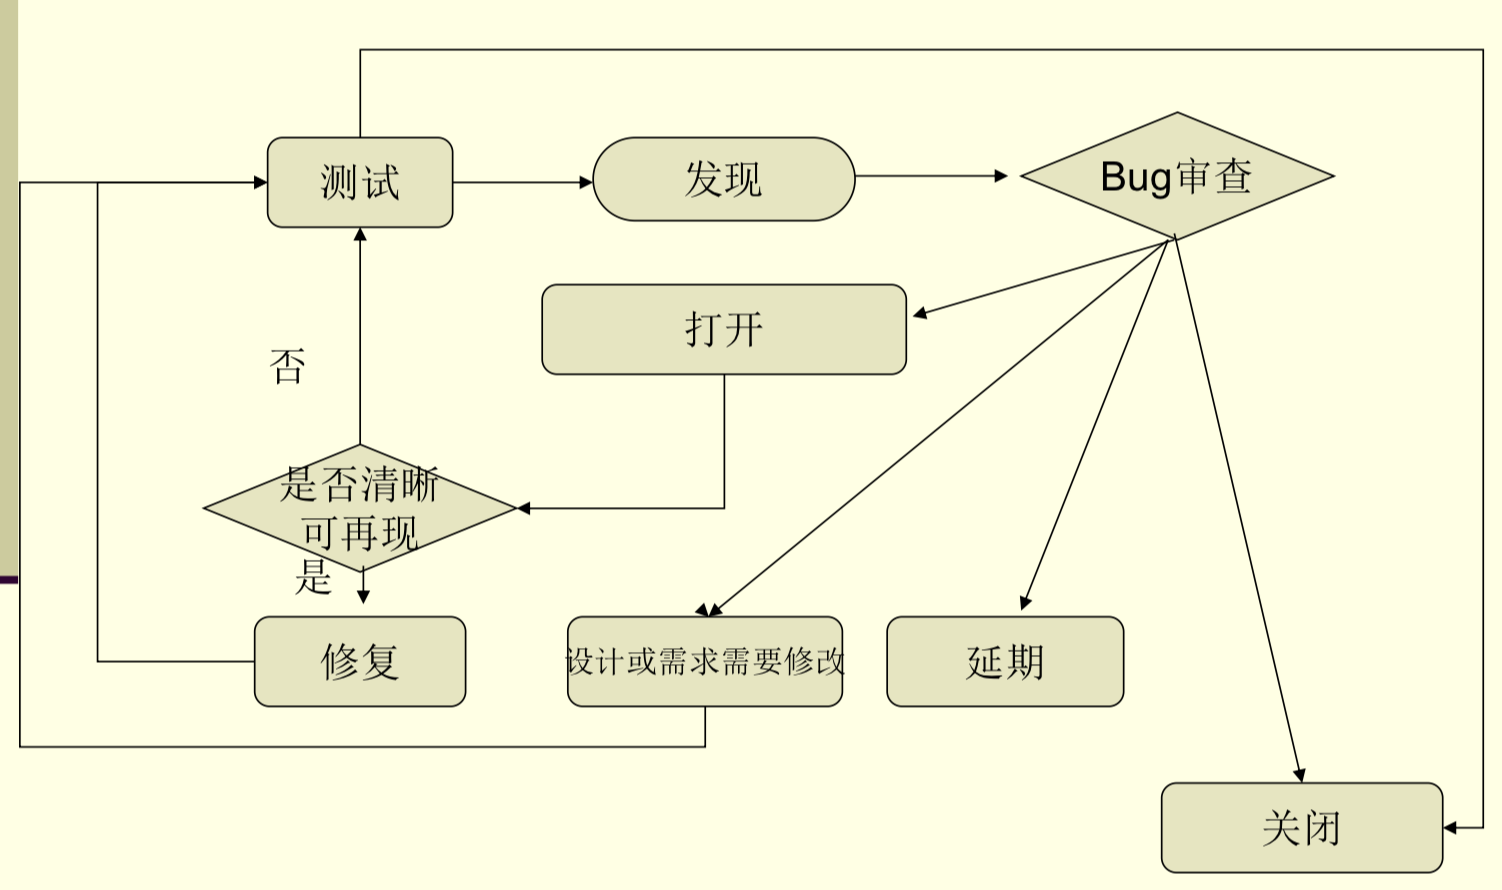 测试
发现
Bug审查
打开
否
是否清晰
可再现
是
修复
设计或需求需要修改
延期
关闭